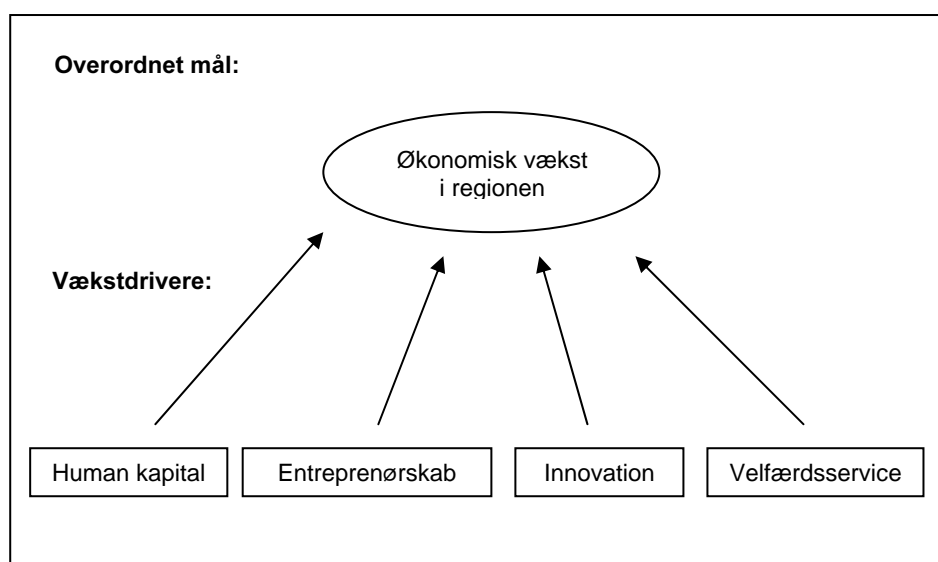 Overordnet mål:
Økonomisk vækst
i regionen
Vækstdrivere:
Human kapital
Entreprenørskab
Innovation
Velfærdsservice